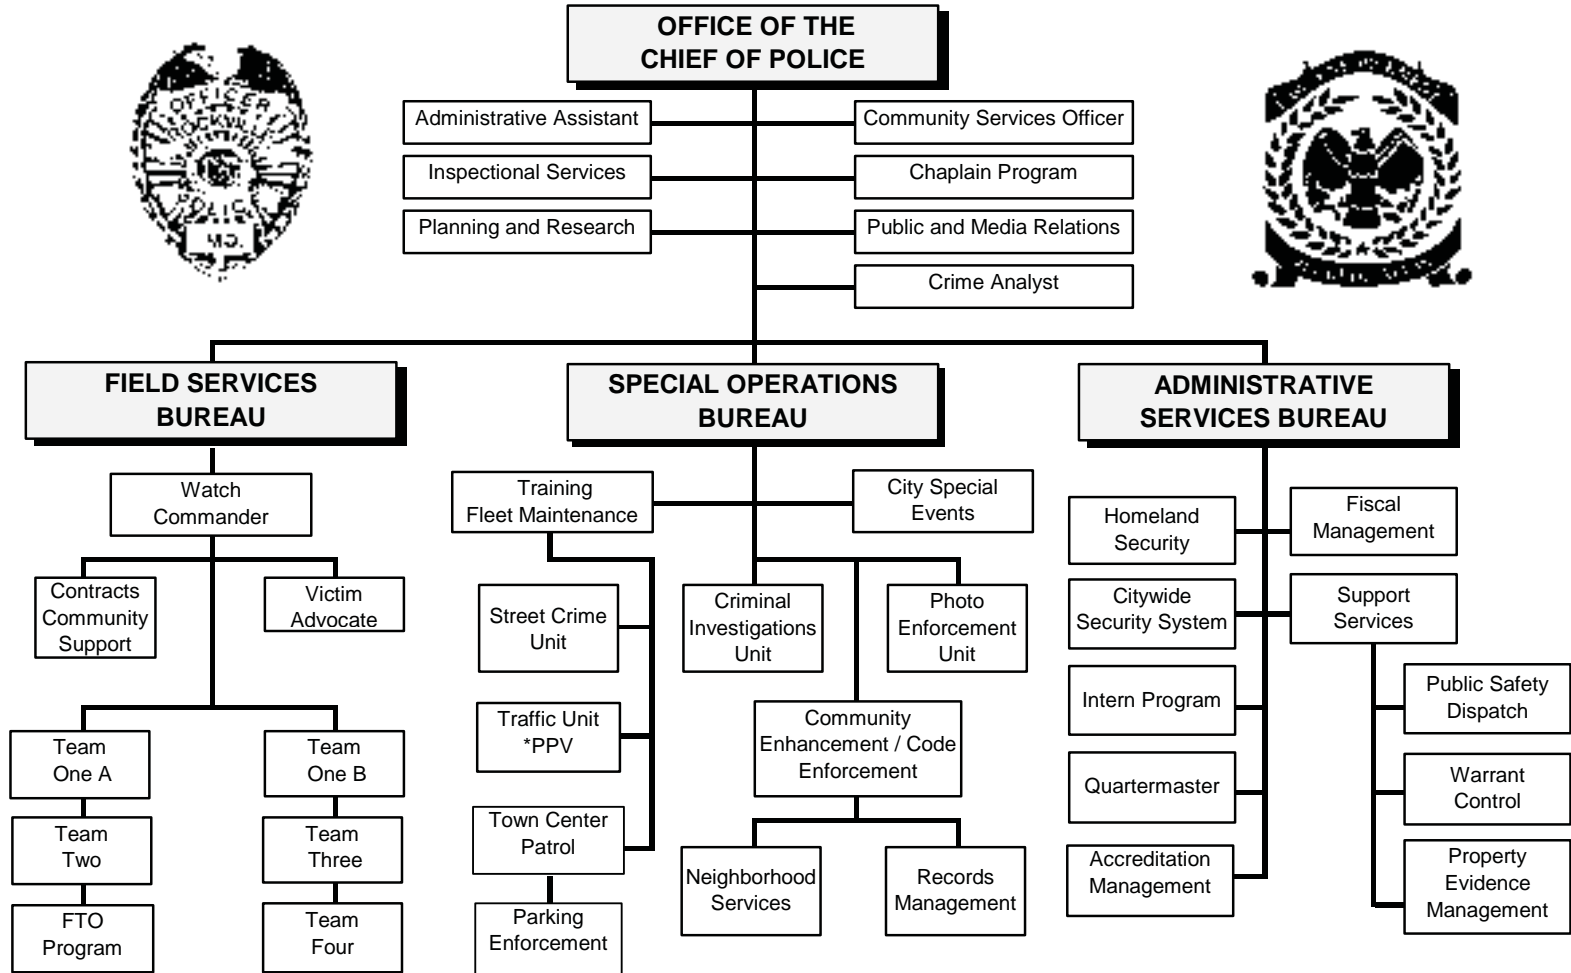 OFFICE OF THE
CHIEF OF POLICE
OFFICER
MD.
Administrative Assistant
Community Services Officer
Inspectional Services
Chaplain Program
Planning and Research
Public and Media Relations
Crime Analyst
FIELD SERVICES
BUREAU
SPECIAL OPERATIONS
BUREAU
ADMINISTRATIVE
SERVICES BUREAU
Watch
Commander
Contracts
Community
Support
Victim
Advocate
Team
One A
Team
One B
Team
Two
Team
Three
FTO
Program
Team
Four
Training
Fleet Maintenance
City Special
Events
Street Crime
Unit
Criminal
Investigations
Unit
Photo
Enforcement
Unit
Traffic Unit
*PPV
Community
Enhancement / Code
Enforcement
Town Center
Patrol
Neighborhood
Services
Records
Management
Parking
Enforcement
Homeland
Security
Fiscal
Management
Citywide
Security System
Support
Services
Intern Program
Public Safety
Dispatch
Quartermaster
Warrant
Control
Accreditation
Management
Property
Evidence
Management